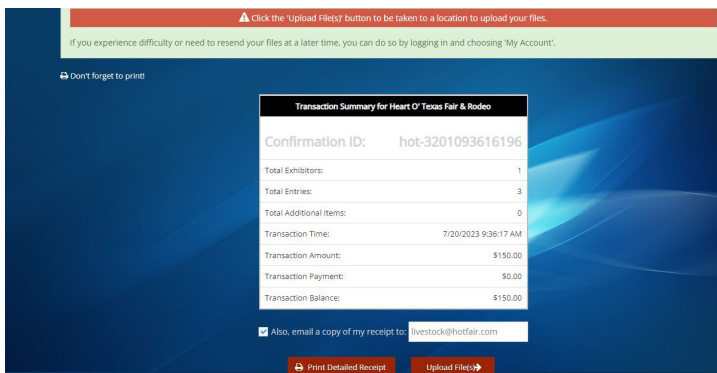 Click the 'Upload File(s)' button to be taken to a location to upload your files.
If you experience difficulty or need to resend your files at a later time, you can do so by logging in and choosing 'My Account'.
Don't forget to print!
Transaction Summary for Heart O' Texas Fair & Rodeo
Confirmation ID: hot-3201093616196
Total Exhibitors: 1
Total Entries: 3
Total Additional Items: 0
Transaction Time: 7/20/2023 9:36:17 AM
Transaction Amount: $150.00
Transaction Payment: $0.00
Transaction Balance: $150.00
Also, email a copy of my receipt to: livestock@hotfair.com
Print Detailed Receipt Upload File(s)